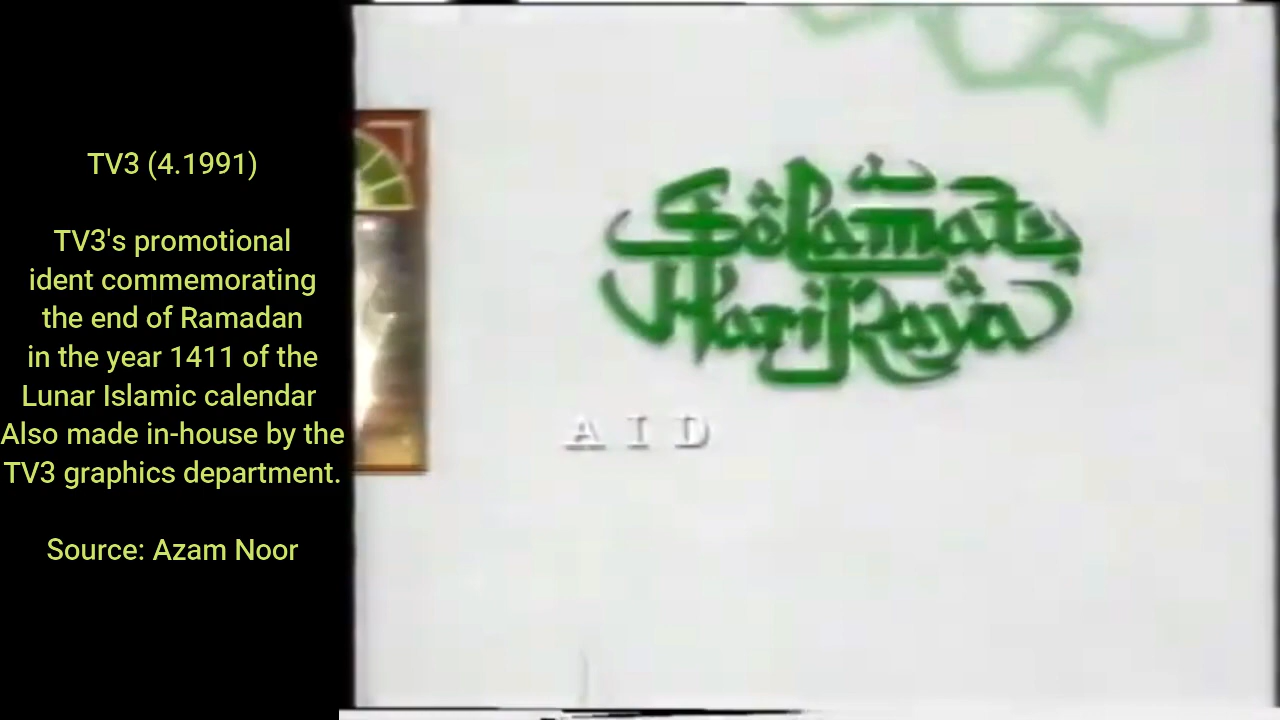 TV3 (4.1991)
TV3's promotional
ident commemorating
the end of Ramadan
in the year 1411 of the
Lunar Islamic calendar
Also made in-house by the
TV3 graphics department.
Source: Azam Noor
Selamat
Hari Raya
AID